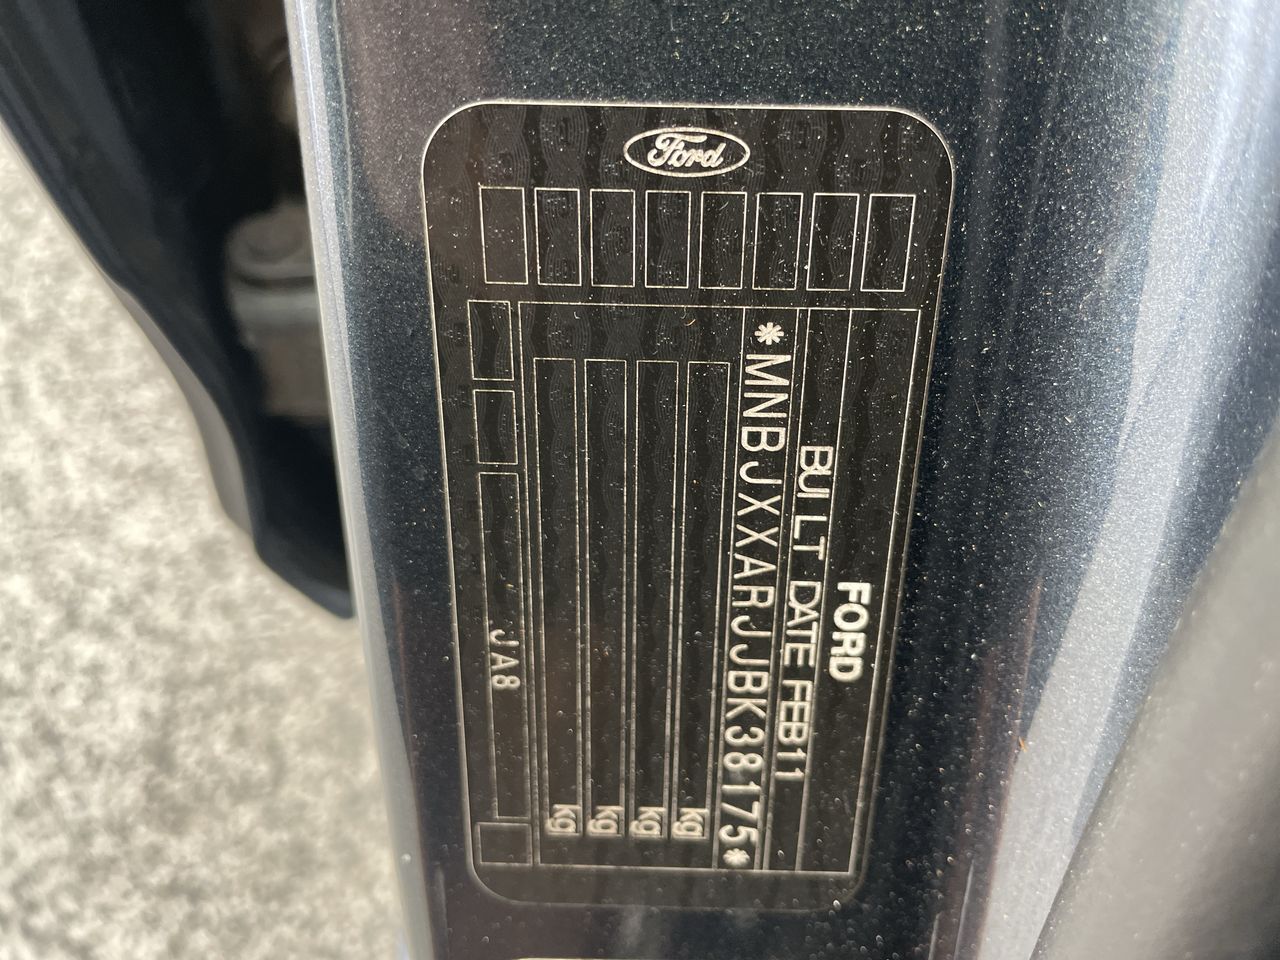 Ford
FORD
BUILT DATE FEB11
*MNBJXXARJJBK38175*
kg
kg
kg
kg
JA8